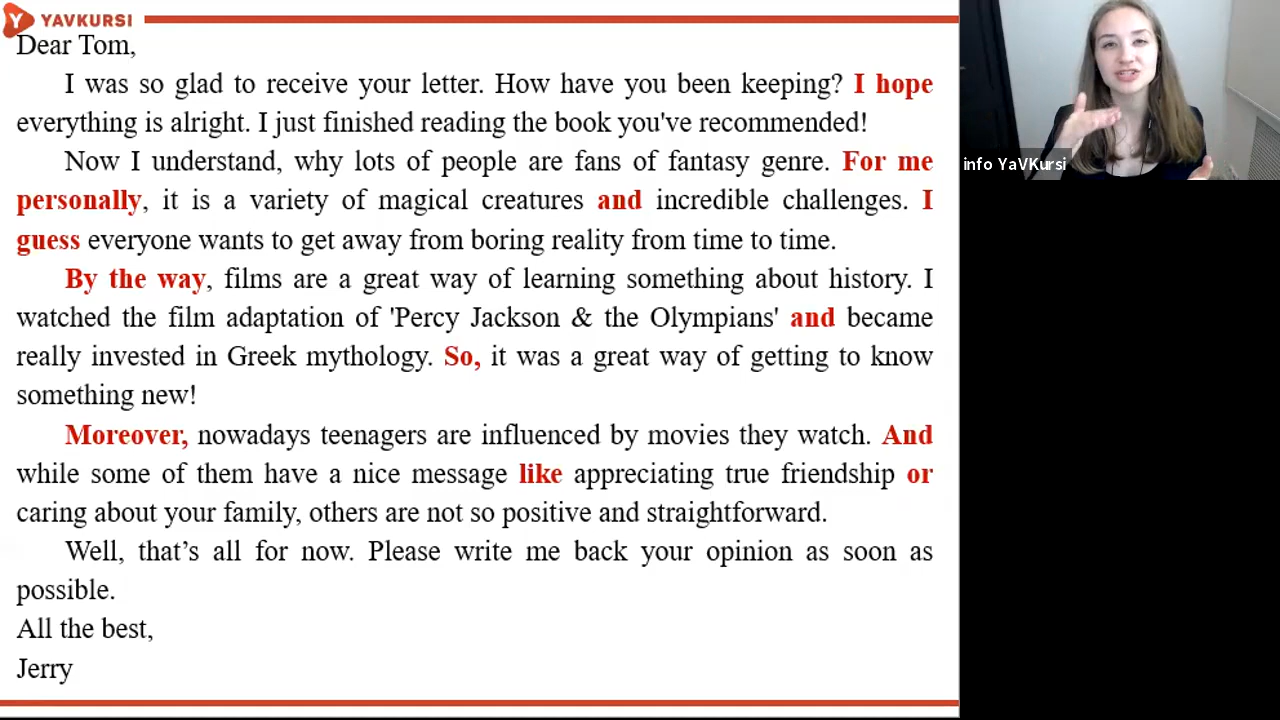 YAVKURSI
Dear Tom,
I was so glad to receive your letter. How have you been keeping? I hope
everything is alright. I just finished reading the book you've recommended!
Now I understand, why lots of people are fans of fantasy genre. For me
personally, it is a variety of magical creatures and incredible challenges. I
guess everyone wants to get away from boring reality from time to time.
By the way, films are a great way of learning something about history. I
watched the film adaptation of 'Percy Jackson & the Olympians' and became
really invested in Greek mythology. So, it was a great way of getting to know
something new!
Moreover, nowadays teenagers are influenced by movies they watch. And
while some of them have a nice message like appreciating true friendship or
caring about your family, others are not so positive and straightforward.
Well, that’s all for now. Please write me back your opinion as soon as
possible.
All the best,
Jerry
info YaVKursi